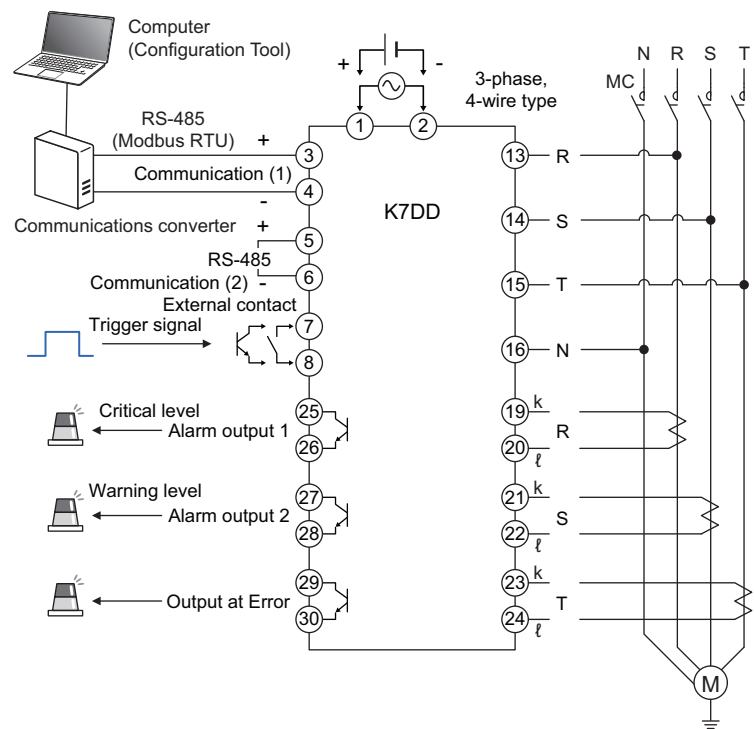 Computer
(Configuration Tool)
+ -
3-phase,
4-wire type
N R S T
MC
RS-485
(Modbus RTU) +
Communication (1)
-
Communications converter +
RS-485
Communication (2) -
External contact
Trigger signal
1 2
3
4
5
6
7
8
K7DD
13 R
14 S
15 T
16 N
Critical level
Alarm output 1
25
26
Warning level
Alarm output 2
27
28
Output at Error
29
30
19 k
R
20 ℓ
21 k
S
22 ℓ
23 k
T
24 ℓ
M